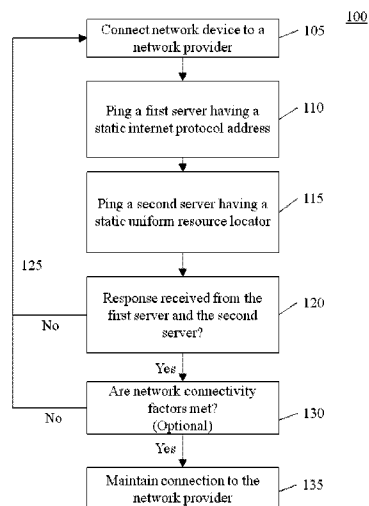 100
Connect network device to a
network provider
105
Ping a first server having a
static internet protocol address
110
Ping a second server having a
static uniform resource locator
115
125
Response received from the
first server and the second
server?
120
No
Yes
Are network connectivity
factors met?
(Optional)
130
No
Yes
Maintain connection to the
network provider
135